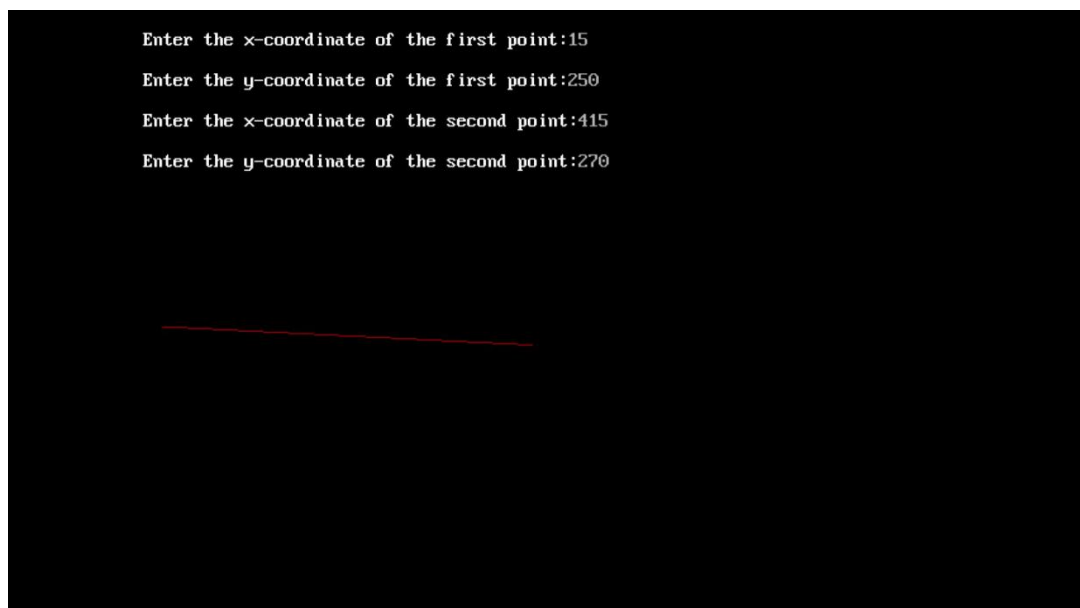 Enter the x-coordinate of the first point:15
Enter the y-coordinate of the first point:250
Enter the x-coordinate of the second point:415
Enter the y-coordinate of the second point:270